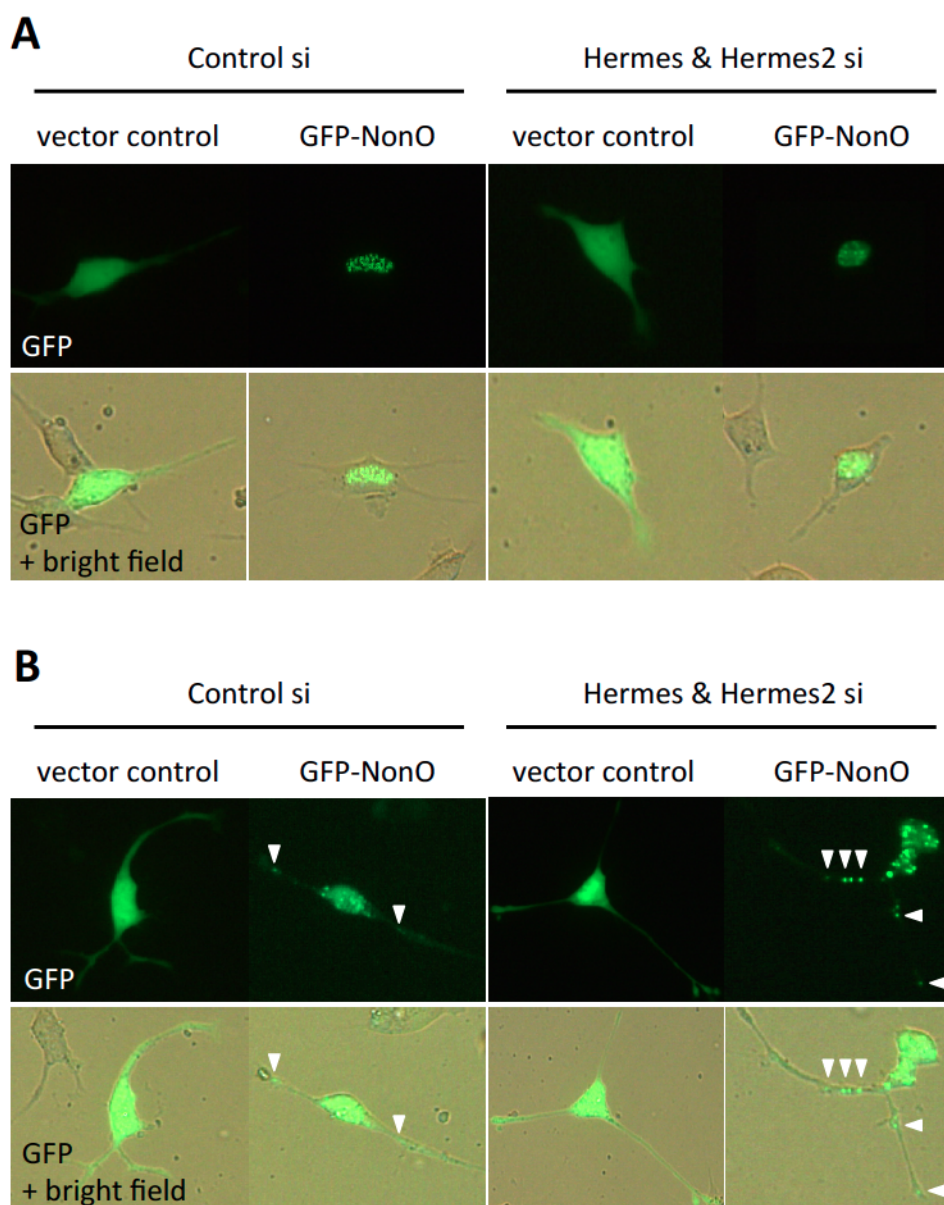 A
Control si
Hermes & Hermes2 si
vector control
GFP-NonO
vector control
GFP-NonO
GFP
GFP
+ bright field
B
Control si
Hermes & Hermes2 si
vector control
GFP-NonO
vector control
GFP-NonO
GFP
GFP
+ bright field